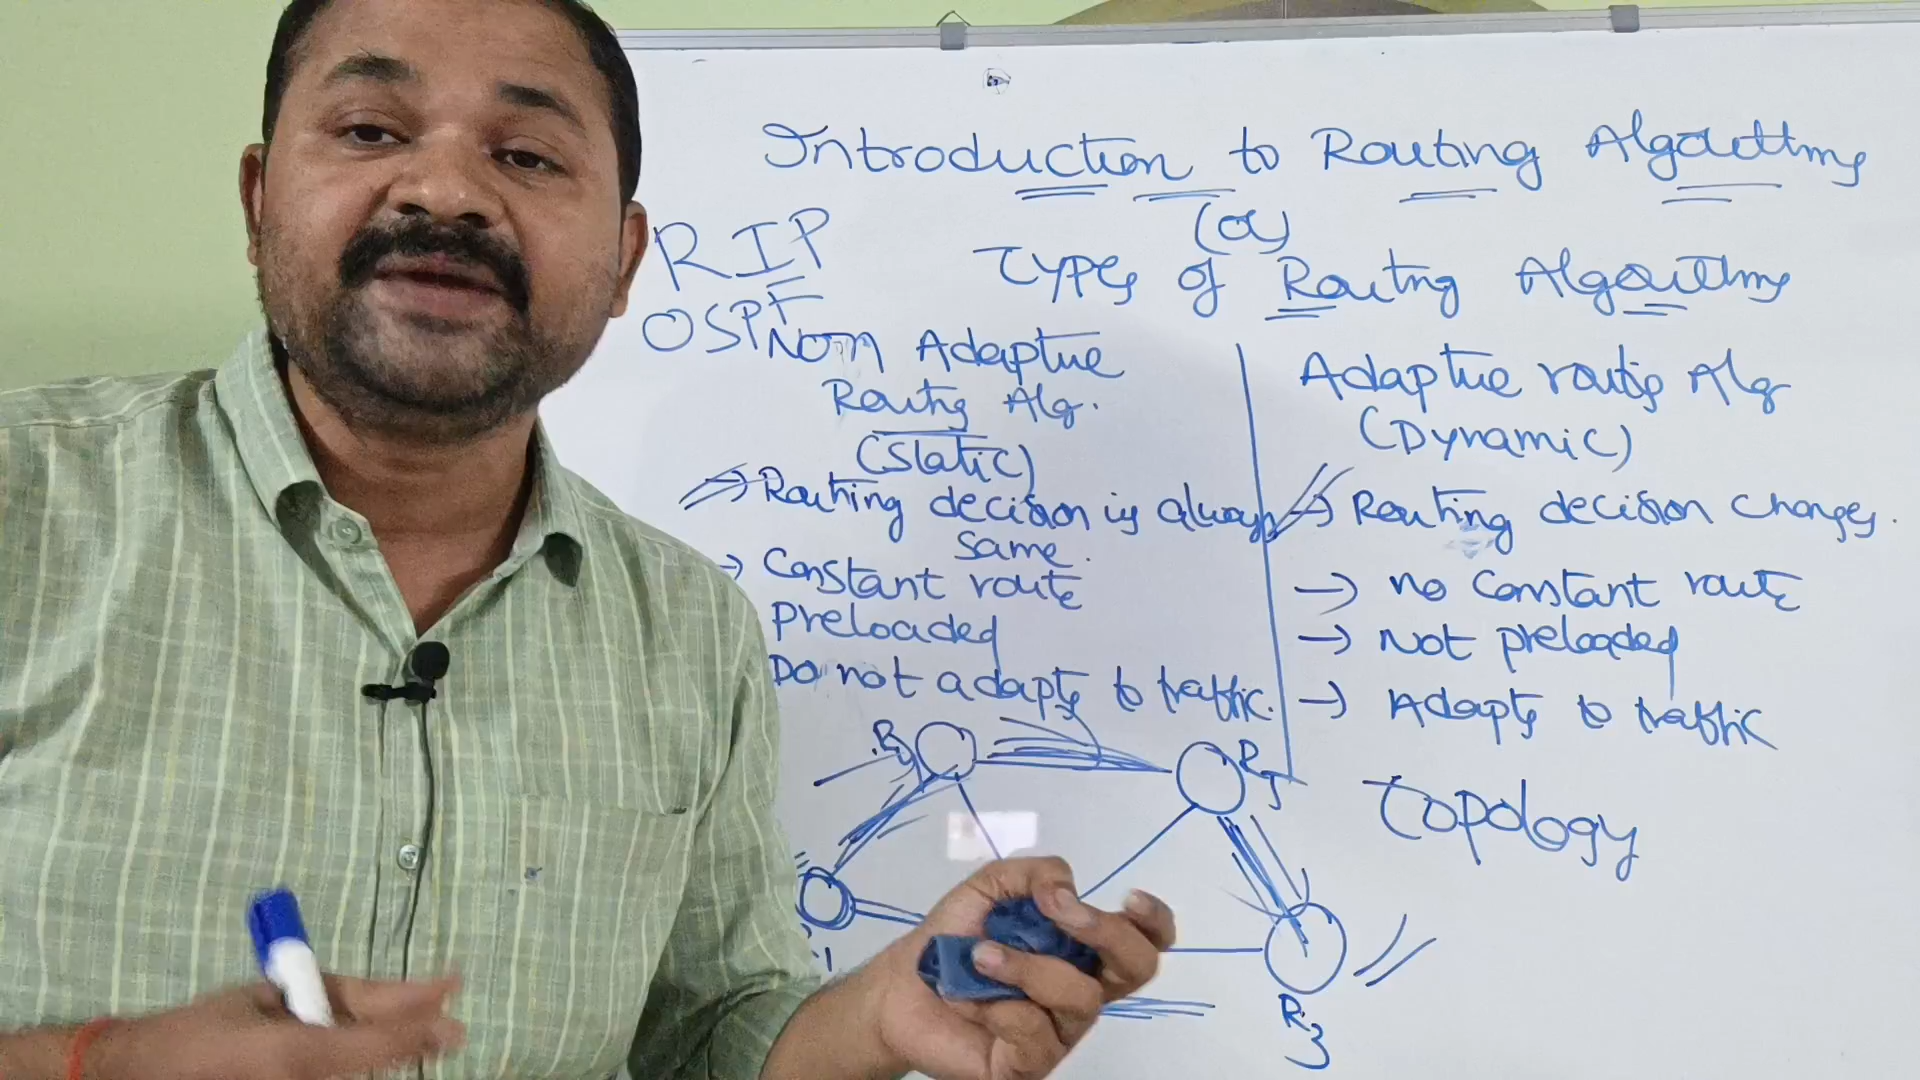 Introduction to Routing Algorithms
(or)
Types of Routing Algorithms
RIP
OSPF
Non Adaptive
Routing Alg.
(Static)
→ Routing decision is always
same.
→ Constant route
Preloaded
Do not adapts to traffic.
Adaptive routing Alg
(Dynamic)
→ Routing decision changes.
→ no constant route
→ Not preloaded
→ Adapts to traffic
Topology
R5
R3